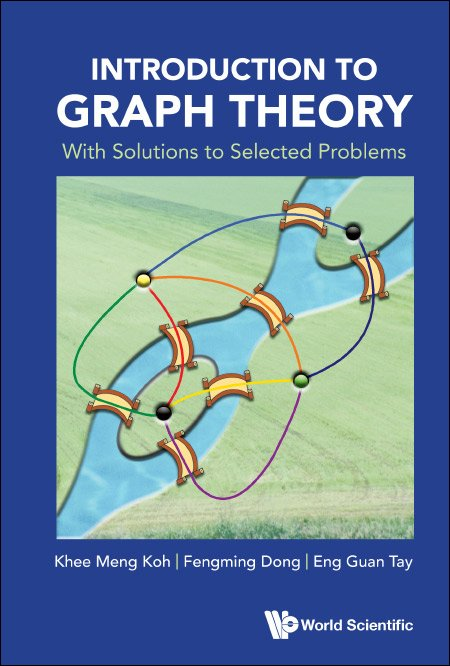 INTRODUCTION TO
GRAPH THEORY
With Solutions to Selected Problems
Khee Meng Koh | Fengming Dong | Eng Guan Tay
World Scientific